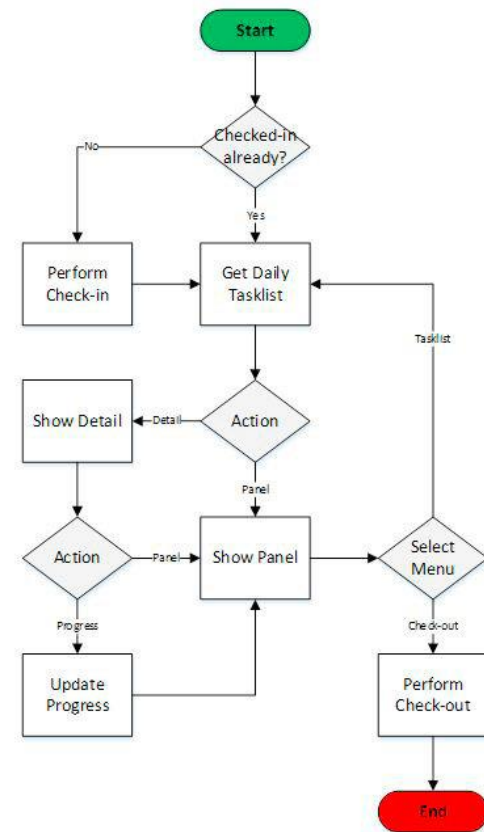 Start
Checked-in
already?
No
Yes
Perform
Check-in
Get Daily
Tasklist
Tasklist
Show Detail
Detail
Action
Panel
Action
Panel
Show Panel
Select
Menu
Progress
Check-out
Update
Progress
Perform
Check-out
End